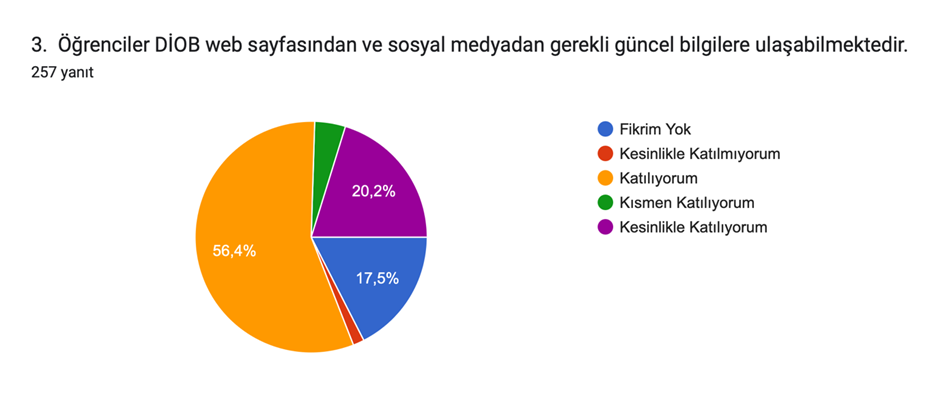 3. Öğrenciler DİOB web sayfasından ve sosyal medyadan gerekli güncel bilgilere ulaşabilmektedir.
257 yanıt
Fikrim Yok
Kesinlikle Katılmıyorum
Katılıyorum
Kısmen Katılıyorum
Kesinlikle Katılıyorum
20,2%
56,4%
17,5%